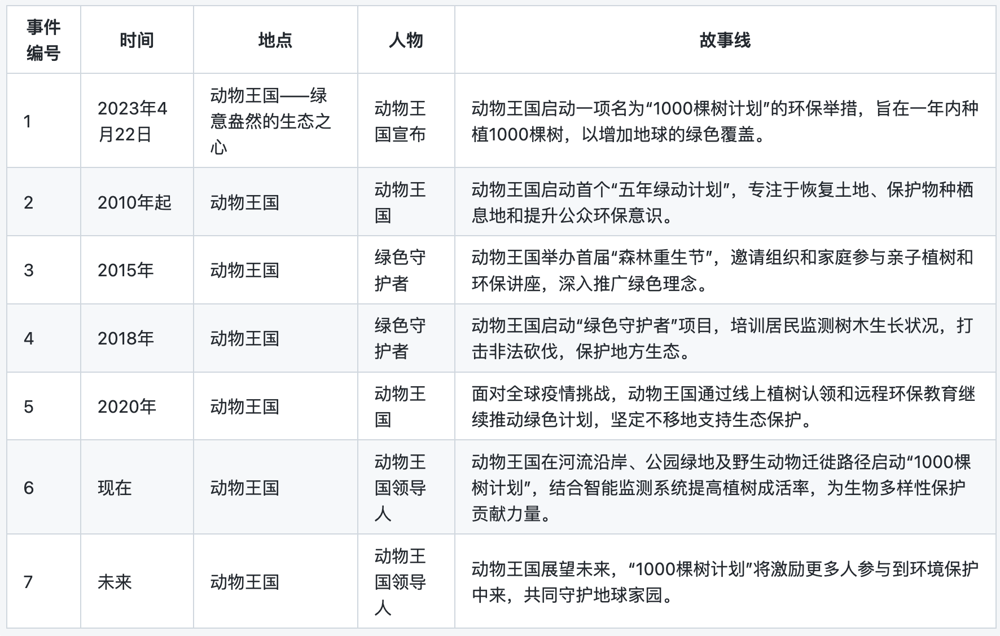 事件
编号
时间
地点
人物
故事线
1
2023年4
月22日
动物王国——绿
意盎然的生态之
心
动物王
国宣布
动物王国启动一项名为“1000棵树计划”的环保举措，旨在一年内种
植1000棵树，以增加地球的绿色覆盖。
2
2010年起
动物王国
动物王
国
动物王国启动首个“五年绿动计划”，专注于恢复土地、保护物种栖
息地和提升公众环保意识。
3
2015年
动物王国
绿色守
护者
动物王国举办首届“森林重生节”，邀请组织和家庭参与亲子植树和
环保讲座，深入推广绿色理念。
4
2018年
动物王国
绿色守
护者
动物王国启动“绿色守护者”项目，培训居民监测树木生长状况，打
击非法砍伐，保护地方生态。
5
2020年
动物王国
动物王
国
面对全球疫情挑战，动物王国通过线上植树认领和远程环保教育继
续推动绿色计划，坚定不移地支持生态保护。
6
现在
动物王国
动物王
国领导
人
动物王国在河流沿岸、公园绿地及野生动物迁徙路径启动“1000棵
树计划”，结合智能监测系统提高植树成活率，为生物多样性保护
贡献力量。
7
未来
动物王国
动物王
国领导
人
动物王国展望未来，“1000棵树计划”将激励更多人参与到环境保护
中来，共同守护地球家园。